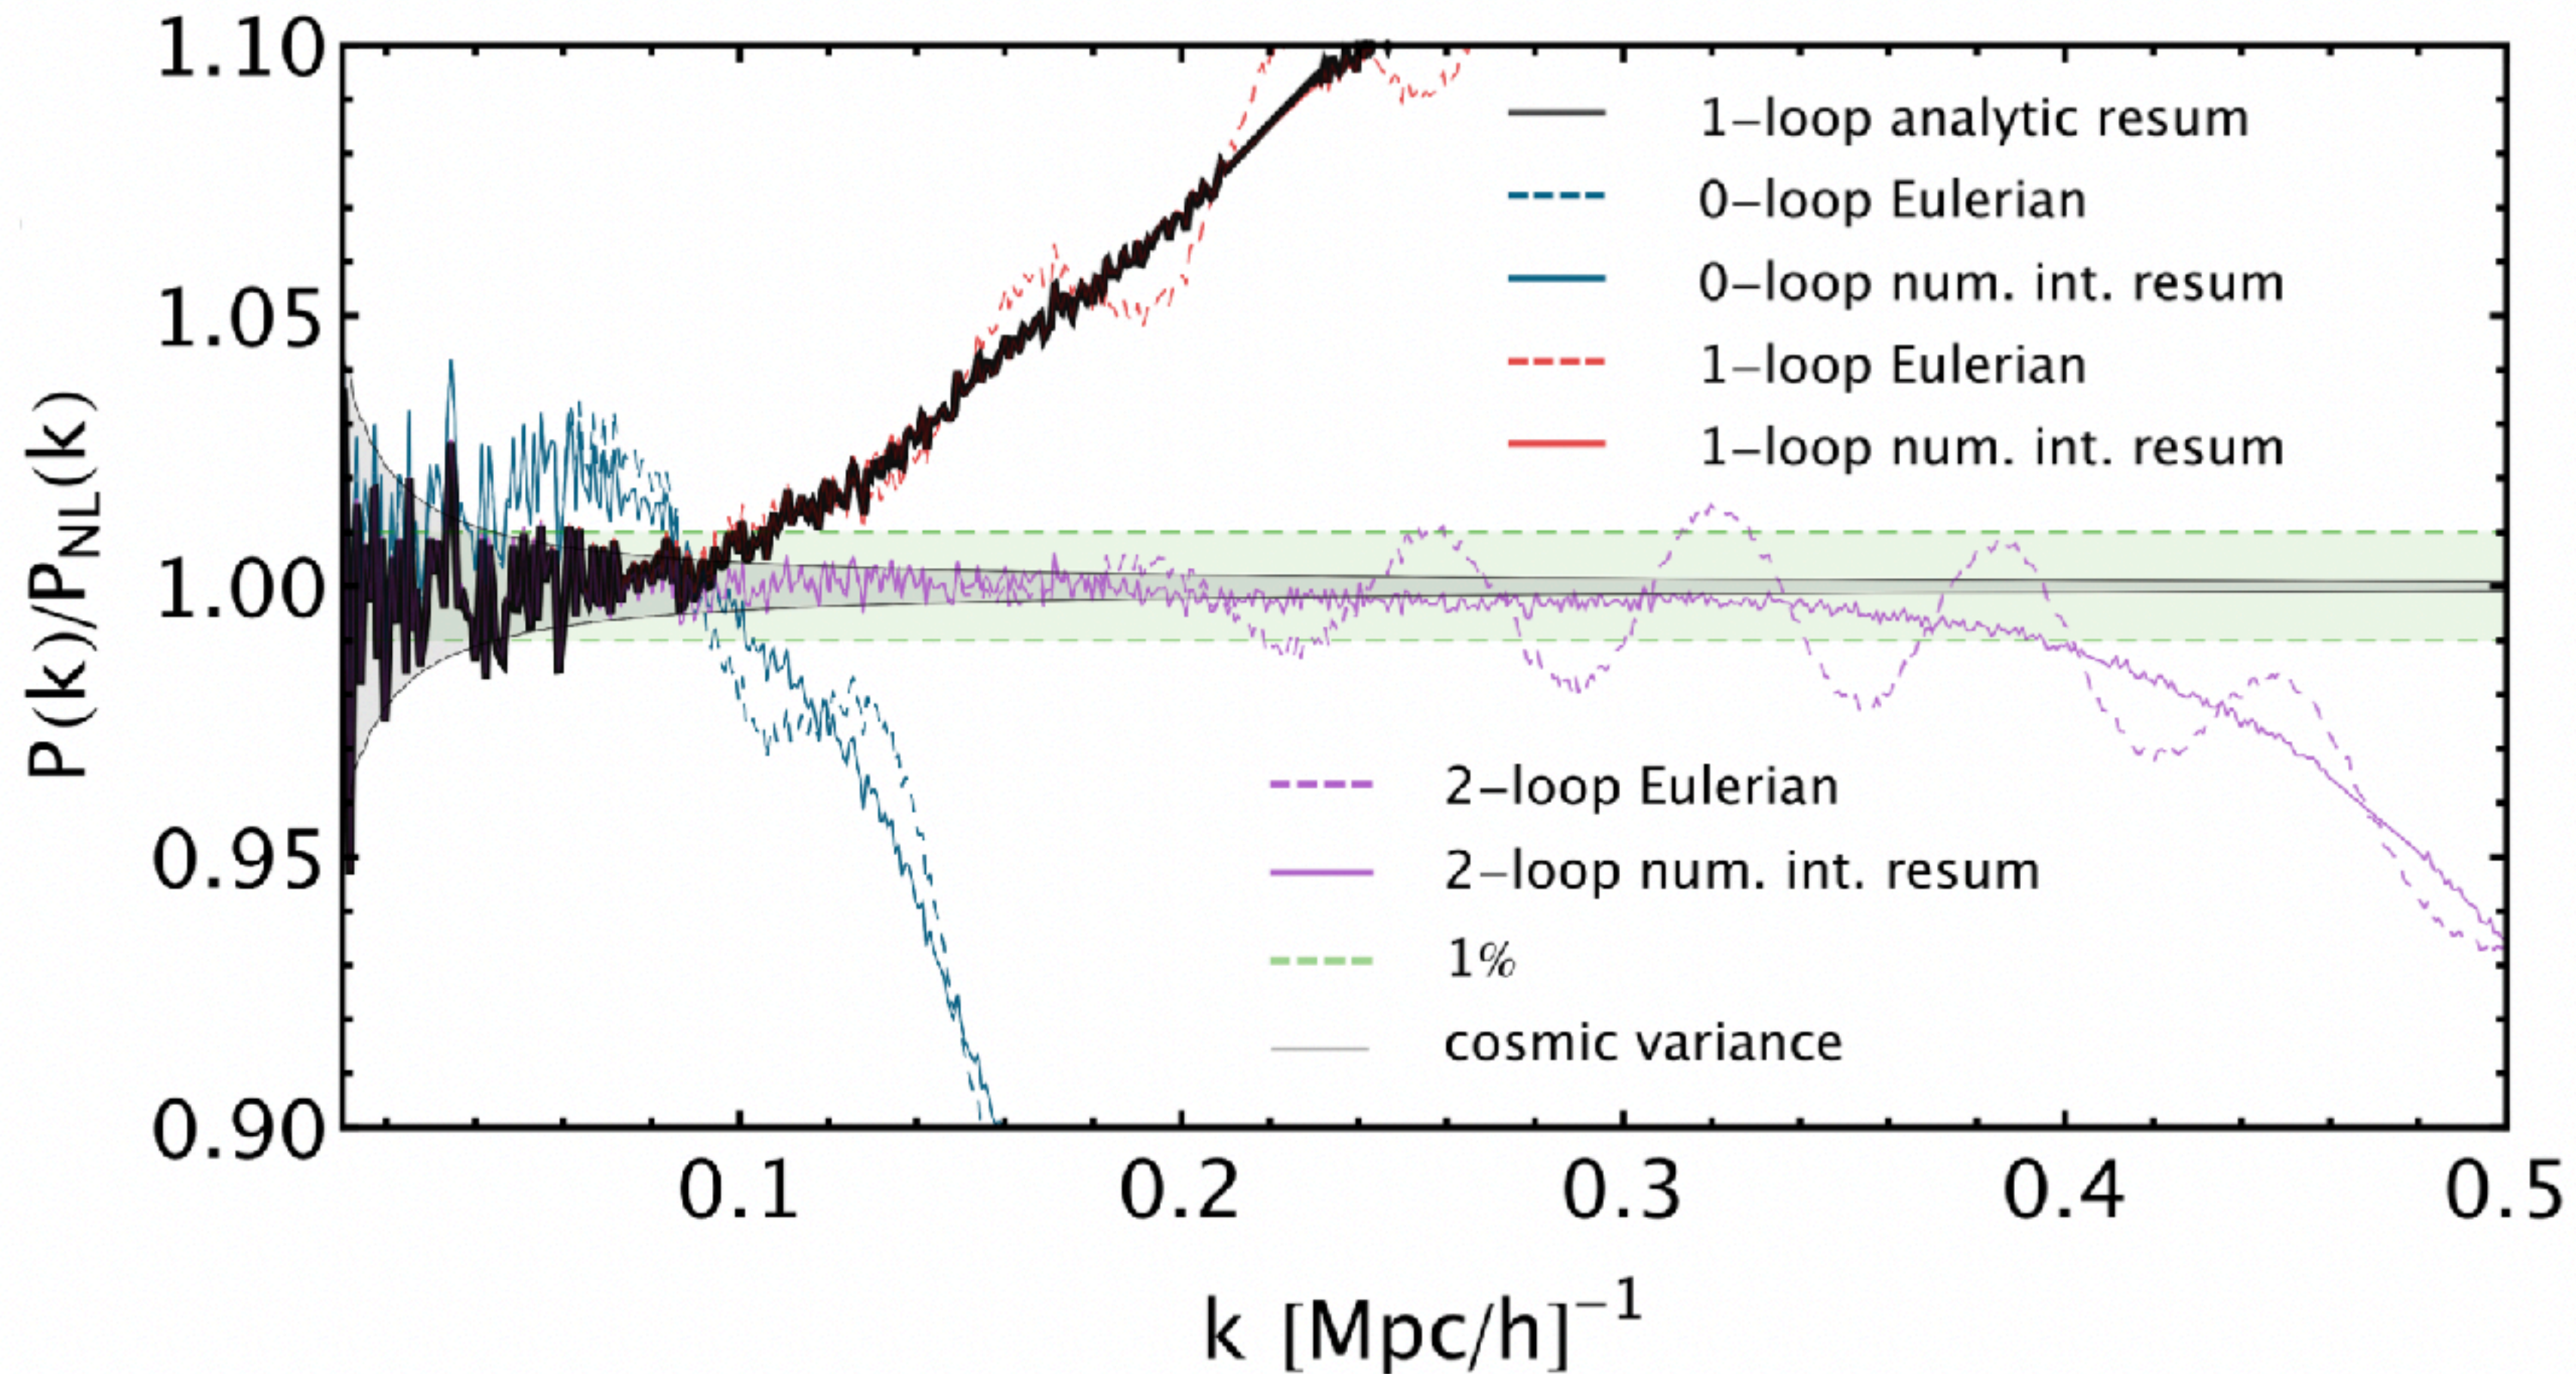 1.10
1.05
1.00
0.95
0.90
P(k)/P_NL(k)
1–loop analytic resum
0–loop Eulerian
0–loop num. int. resum
1–loop Eulerian
1–loop num. int. resum
2–loop Eulerian
2–loop num. int. resum
1%
cosmic variance
0.1 0.2 0.3 0.4 0.5
k [Mpc/h]⁻¹